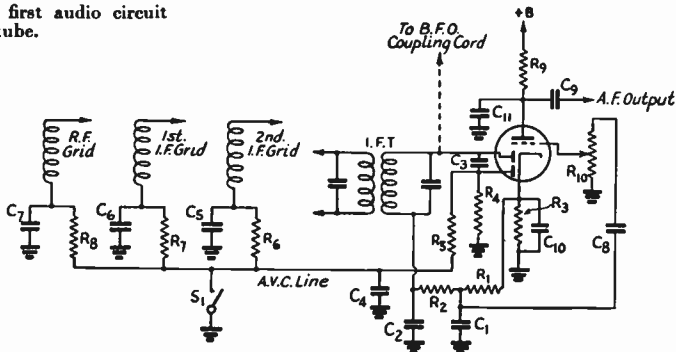 first audio circuit
tube.
To B.F.O.
Coupling Cord
+B
R9
C9
A.F. Output
C11
R.F.
Grid
1st.
I.F. Grid
2nd.
I.F. Grid
I.F.T
C3
R10
C7
R8
C6
R7
C5
R6
R5
R4
R3
C10
C8
S1
A.V.C. Line
C4
R2
R1
C2
C1